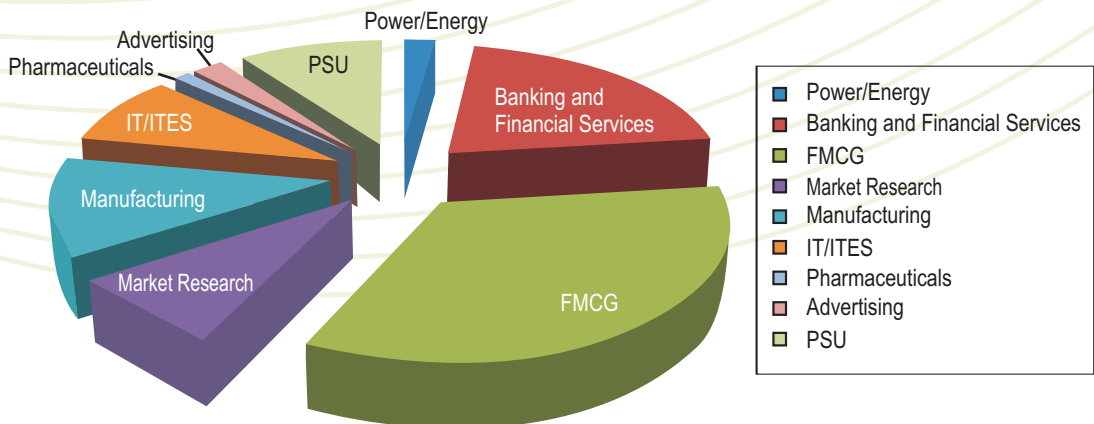 Power/Energy
Advertising
Pharmaceuticals
PSU
Banking and
Financial Services
IT/ITES
Manufacturing
Market Research
FMCG
Power/Energy
Banking and Financial Services
FMCG
Market Research
Manufacturing
IT/ITES
Pharmaceuticals
Advertising
PSU